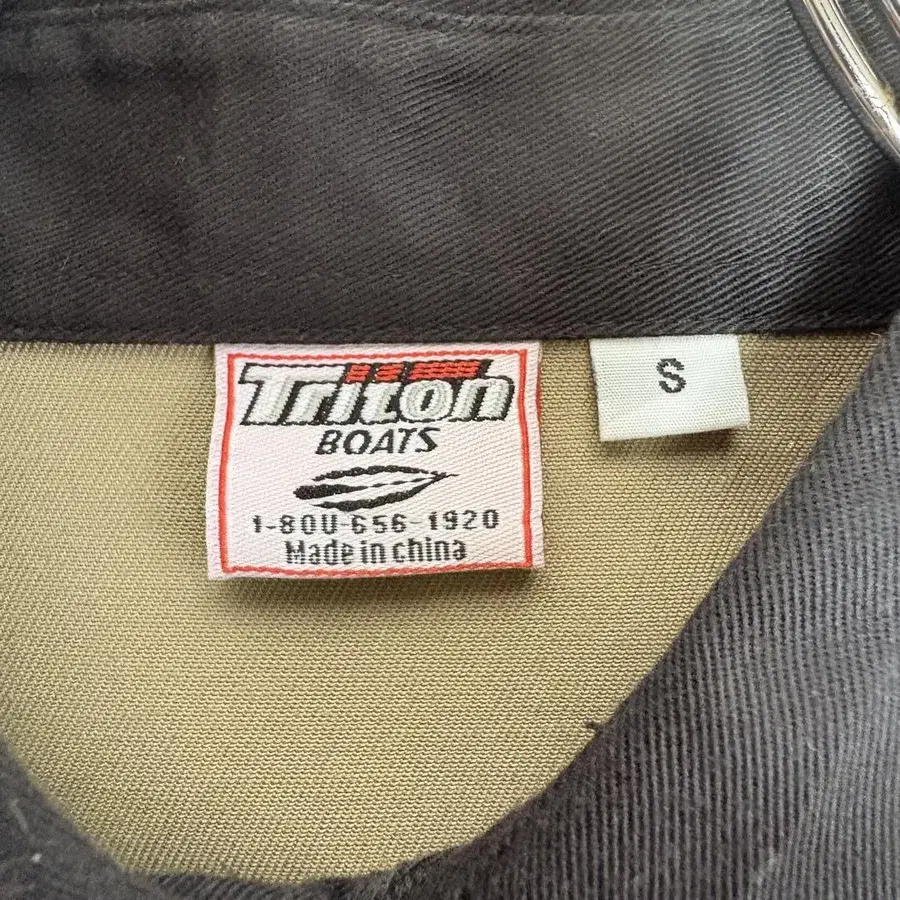 Triton
BOATS
1-800-656-1920
Made in china
S